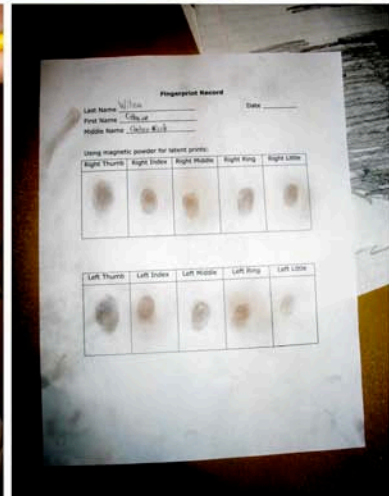 Fingerprint Record
Last Name Wilson Date
First Name
Middle Name
Using magnetic powder for latent prints:
Right Thumb Right Index Right Middle Right Ring Right Little
Left Thumb Left Index Left Middle Left Ring Left Little